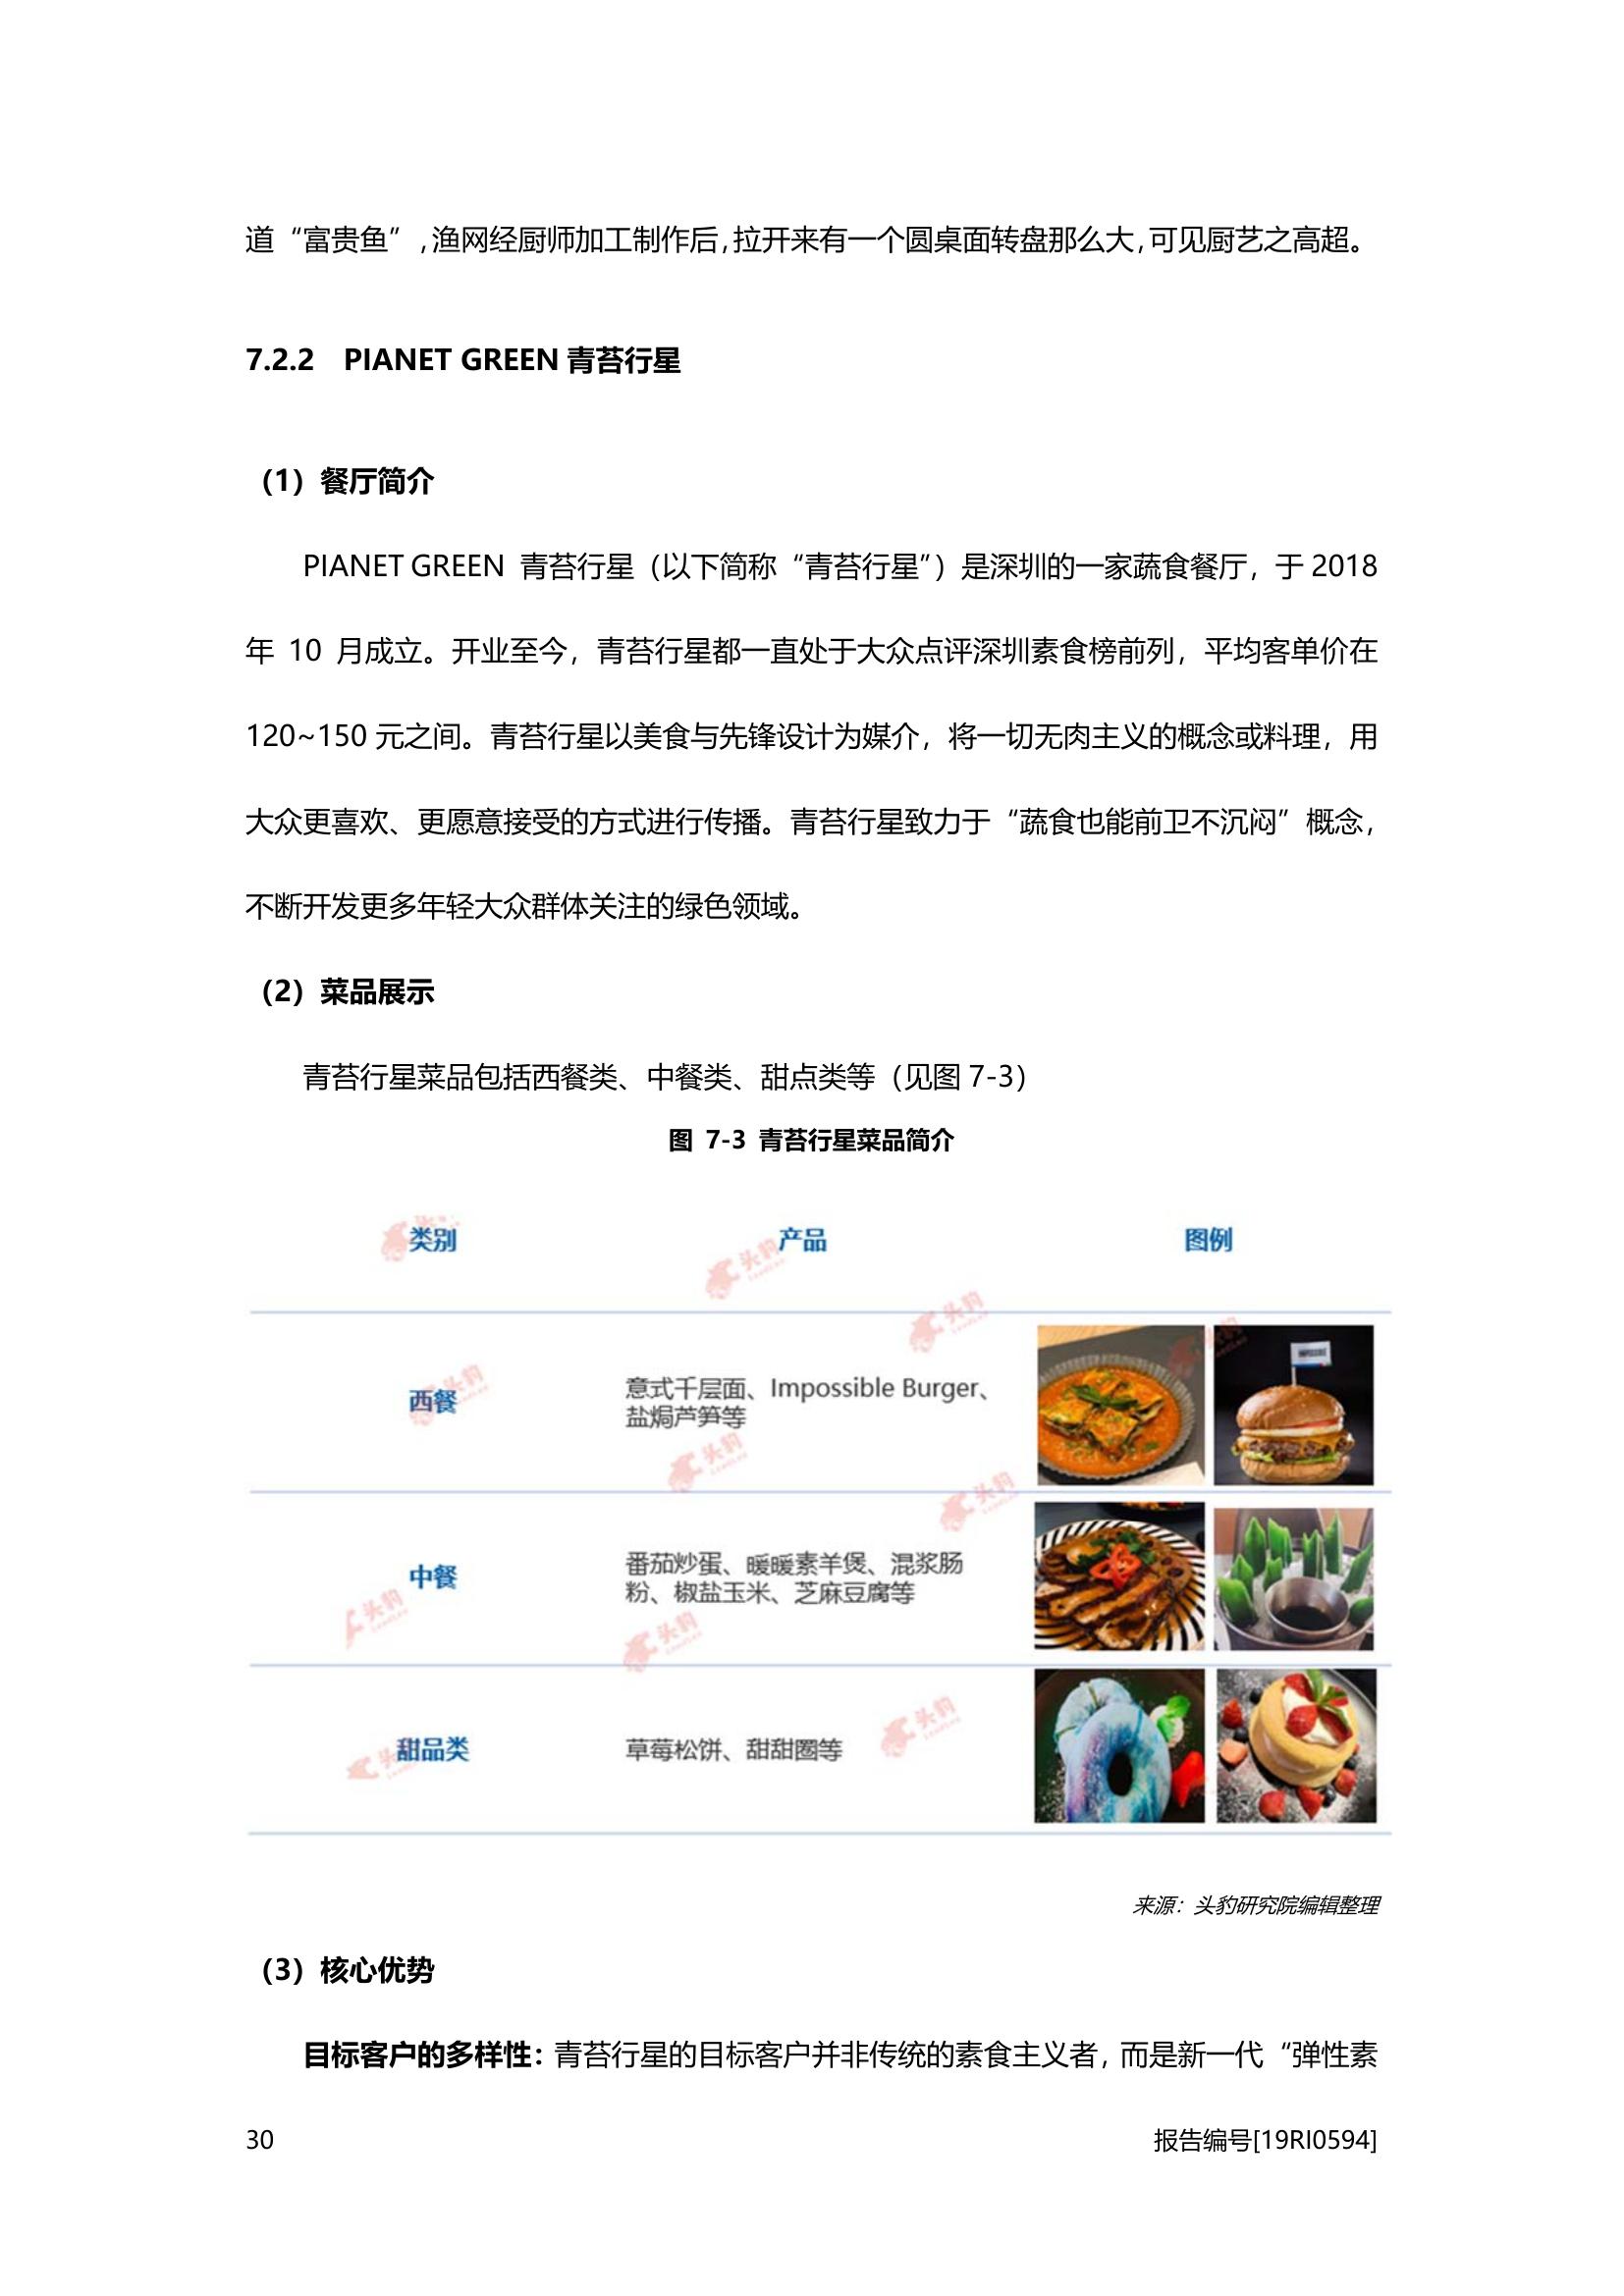 道“富贵鱼”，渔网经厨师加工制作后，拉开来有一个圆桌面转盘那么大，可见厨艺之高超。
7.2.2 PIANET GREEN 青苔行星
（1）餐厅简介
PIANET GREEN 青苔行星（以下简称“青苔行星”）是深圳的一家蔬食餐厅，于 2018
年 10 月成立。开业至今，青苔行星都一直处于大众点评深圳素食榜前列，平均客单价在
120~150 元之间。青苔行星以美食与先锋设计为媒介，将一切无肉主义的概念或料理，用
大众更喜欢、更愿意接受的方式进行传播。青苔行星致力于“蔬食也能前卫不沉闷”概念，
不断开发更多年轻大众群体关注的绿色领域。
（2）菜品展示
青苔行星菜品包括西餐类、中餐类、甜点类等（见图 7-3）
图 7-3 青苔行星菜品简介
类别 产品 图例
西餐 意式千层面、Impossible Burger、
盐焗芦笋等
IMPOSSIBLE
中餐 番茄炒蛋、暖暖素羊煲、混浆肠
粉、椒盐玉米、芝麻豆腐等
甜品类 草莓松饼、甜甜圈等
头豹
来源：头豹研究院编辑整理
（3）核心优势
目标客户的多样性：青苔行星的目标客户并非传统的素食主义者，而是新一代“弹性素
30 报告编号[19RI0594]